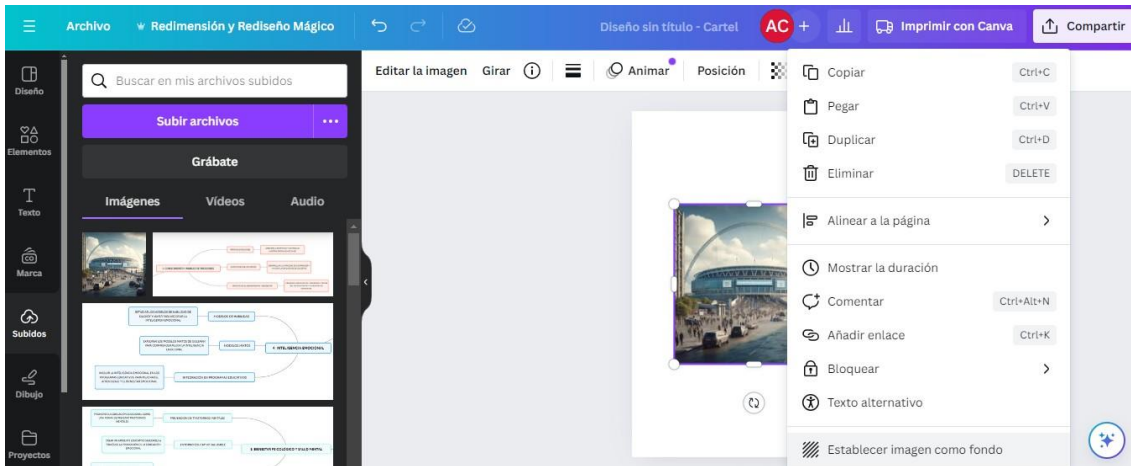 Archivo
Redimensión y Rediseño Mágico
Diseño sin título - Cartel
AC
+
Imprimir con Canva
Compartir
Diseño
Elementos
Texto
Marca
Subidos
Dibujo
Proyectos
Buscar en mis archivos subidos
Subir archivos
Grábate
Imágenes Vídeos Audio
Editar la imagen Girar Animar Posición
Copiar Ctrl+C
Pegar Ctrl+V
Duplicar Ctrl+D
Eliminar DELETE
Alinear a la página
Mostrar la duración
Comentar Ctrl+Alt+N
Añadir enlace Ctrl+K
Bloquear
Texto alternativo
Establecer imagen como fondo